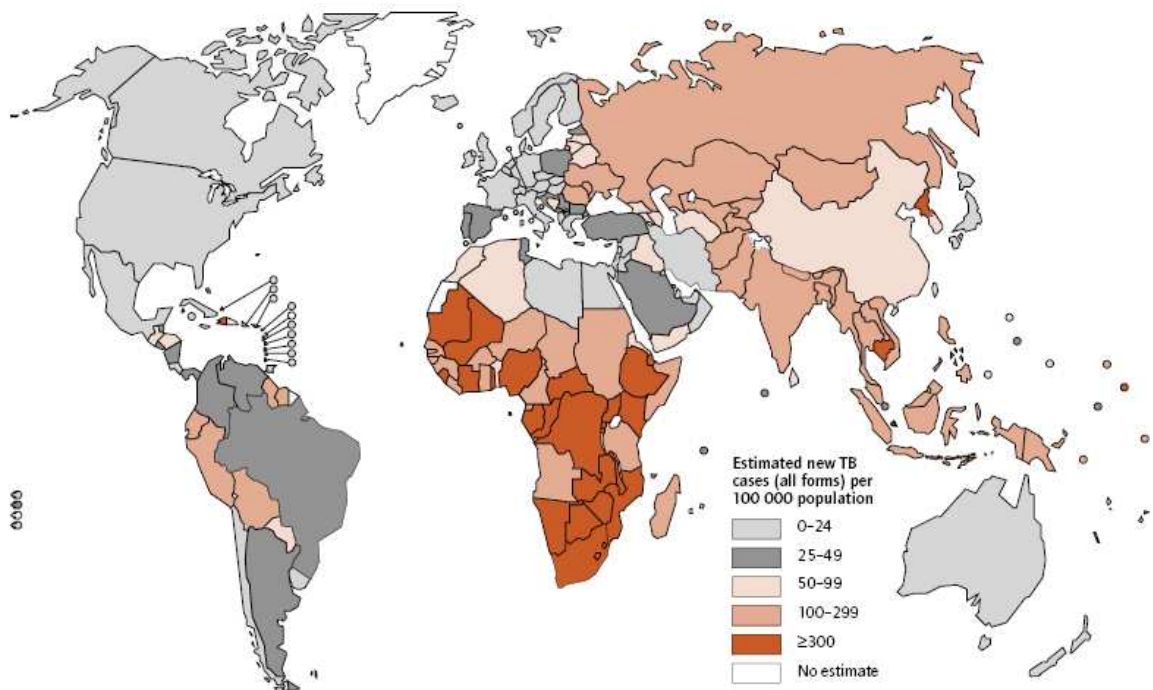 Estimated new TB
cases (all forms) per
100 000 population
0–24
25–49
50–99
100–299
≥300
No estimate